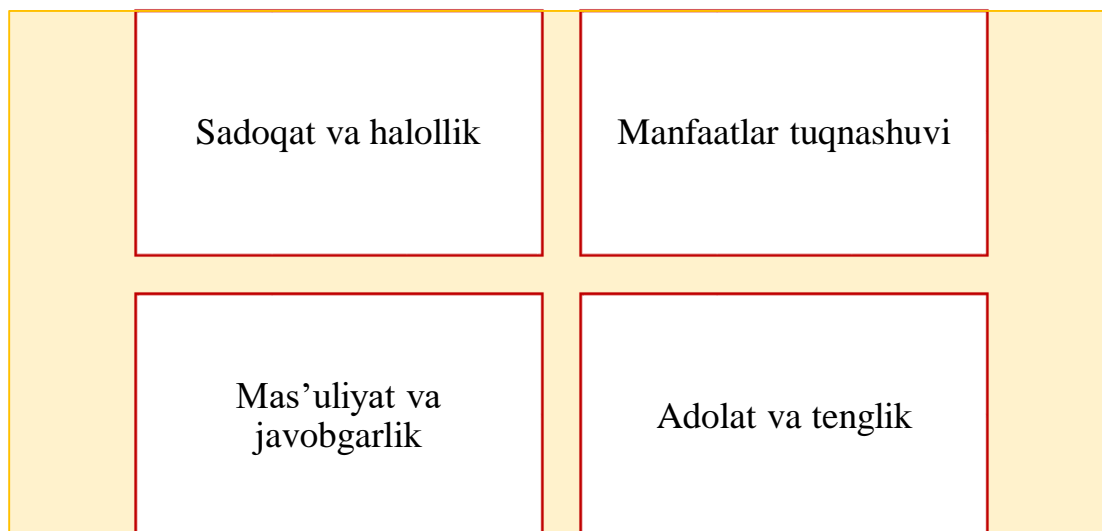 Sadoqat va halollik
Manfaatlar tuqnashuvi
Mas’uliyat va
javobgarlik
Adolat va tenglik